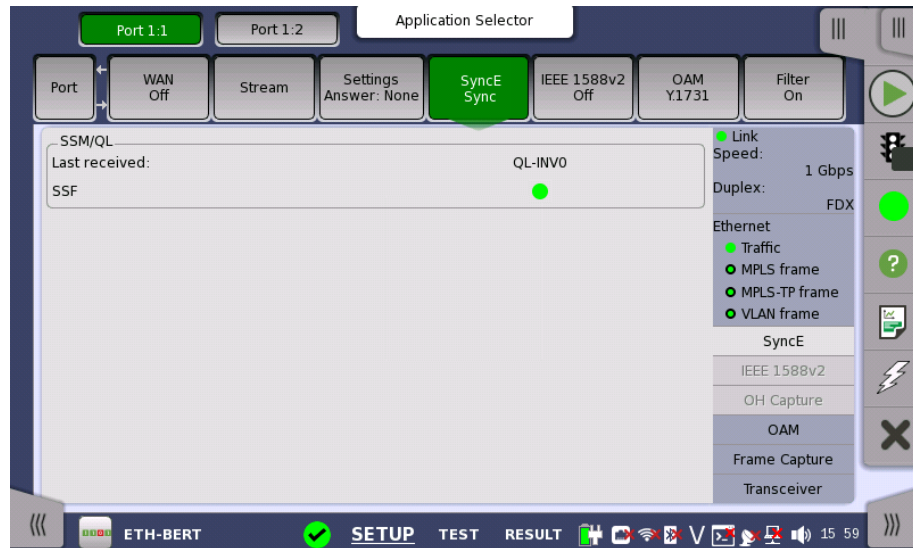 Application Selector
Port 1:1
Port 1:2
Port
WAN
Off
Stream
Settings
Answer: None
SyncE
Sync
IEEE 1588v2
Off
OAM
Y.1731
Filter
On
SSM/QL
Last received: QL-INV0
SSF
Link
Speed:
1 Gbps
Duplex:
FDX
Ethernet
Traffic
MPLS frame
MPLS-TP frame
VLAN frame
SyncE
IEEE 1588v2
OH Capture
OAM
Frame Capture
Transceiver
ETH-BERT SETUP TEST RESULT V 15 59